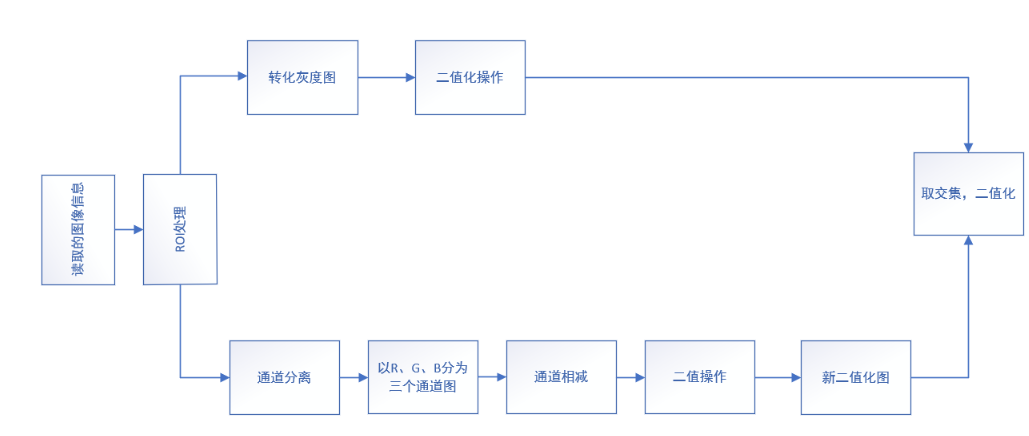 转化灰度图
二值化操作
读取的图像信息
ROI处理
取交集，二值化
通道分离
以R、G、B分为
三个通道图
通道相减
二值操作
新二值化图